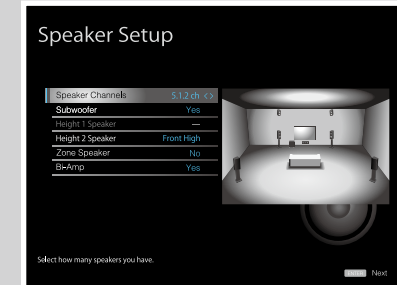 Speaker Setup
Speaker Channels 5.1.2 ch <>
Subwoofer Yes
Height 1 Speaker ---
Height 2 Speaker Front High
Zone Speaker No
Bi-Amp Yes
Select how many speakers you have.
ENTER Next